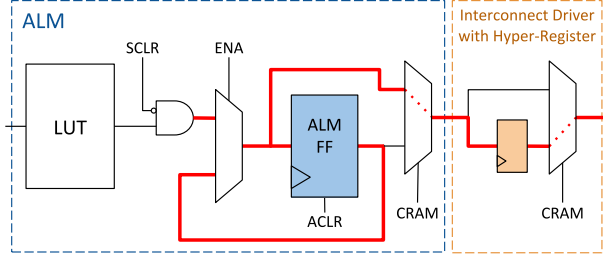 ALM
Interconnect Driver
with Hyper-Register
SCLR
ENA
LUT
ALM
FF
ACLR
CRAM
CRAM